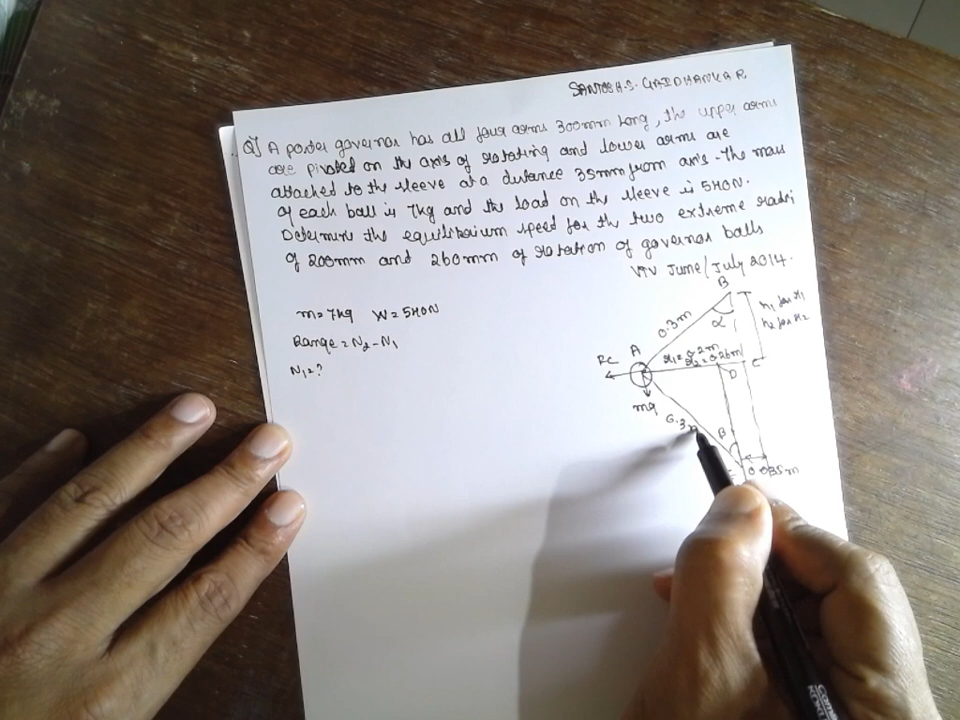 SANTOSH.S. GAIDHANKAR
Q] A porter governor has all four arms 300mm long, the upper arms
are pivoted on the axis of rotating and lower arms are
attached to the sleeve at a distance 35mm from axis. The mass
of each ball is 7kg and the load on the sleeve is 540N.
Determine the equilibrium speed for the two extreme radii
of 200mm and 260mm of rotation of governor balls
VTU June/July 2014.
m=7kg W=540N
Range=N2-N1
N1=?
B
α
0.3m
h1 for r1
h2 for r2
A
Fc
r1=0.2m
r2=0.26m
D
C
mg
0.3m
β
E
0.035m